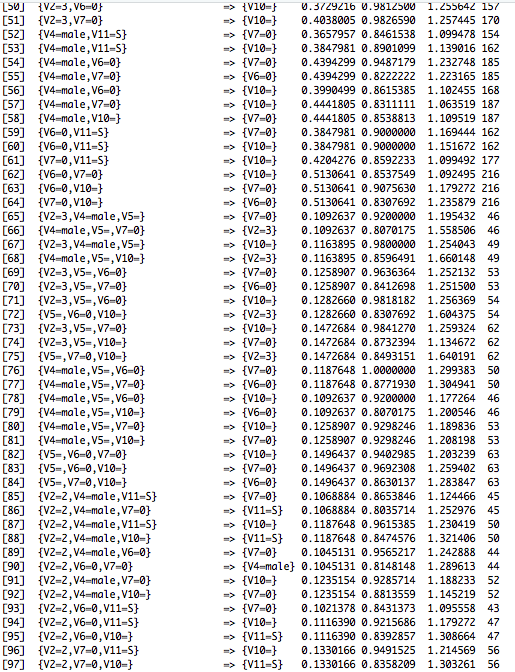 [50] {V2=3,V6=0} => {V10=} 0.3729216 0.9812500 1.255642 157
[51] {V2=3,V7=0} => {V10=} 0.4038005 0.9826590 1.257445 170
[52] {V4=male,V11=S} => {V7=0} 0.3657957 0.8461538 1.099478 154
[53] {V4=male,V11=S} => {V10=} 0.3847981 0.8901099 1.139016 162
[54] {V4=male,V6=0} => {V7=0} 0.4394299 0.9487179 1.232748 185
[55] {V4=male,V7=0} => {V6=0} 0.4394299 0.8222222 1.223165 185
[56] {V4=male,V6=0} => {V10=} 0.3990499 0.8615385 1.102455 168
[57] {V4=male,V7=0} => {V10=} 0.4441805 0.8311111 1.063519 187
[58] {V4=male,V10=} => {V7=0} 0.4441805 0.8538813 1.109519 187
[59] {V6=0,V11=S} => {V7=0} 0.3847981 0.9000000 1.169444 162
[60] {V6=0,V11=S} => {V10=} 0.3847981 0.9000000 1.151672 162
[61] {V7=0,V11=S} => {V10=} 0.4204276 0.8592233 1.099492 177
[62] {V6=0,V7=0} => {V10=} 0.5130641 0.8537549 1.092495 216
[63] {V6=0,V10=} => {V7=0} 0.5130641 0.9075630 1.179272 216
[64] {V7=0,V10=} => {V6=0} 0.5130641 0.8307692 1.235879 216
[65] {V2=3,V4=male,V5=} => {V7=0} 0.1092637 0.9200000 1.195432 46
[66] {V4=male,V5=,V7=0} => {V2=3} 0.1092637 0.8070175 1.558506 46
[67] {V2=3,V4=male,V5=} => {V10=} 0.1163895 0.9800000 1.254043 49
[68] {V4=male,V5=,V10=} => {V2=3} 0.1163895 0.8596491 1.660148 49
[69] {V2=3,V5=,V6=0} => {V7=0} 0.1258907 0.9636364 1.252132 53
[70] {V2=3,V5=,V7=0} => {V6=0} 0.1258907 0.8412698 1.251500 53
[71] {V2=3,V5=,V6=0} => {V10=} 0.1282660 0.9818182 1.256369 54
[72] {V5=,V6=0,V10=} => {V2=3} 0.1282660 0.8307692 1.604375 54
[73] {V2=3,V5=,V7=0} => {V10=} 0.1472684 0.9841270 1.259324 62
[74] {V2=3,V5=,V10=} => {V7=0} 0.1472684 0.8732394 1.134672 62
[75] {V5=,V7=0,V10=} => {V2=3} 0.1472684 0.8493151 1.640191 62
[76] {V4=male,V5=,V6=0} => {V7=0} 0.1187648 1.0000000 1.299383 50
[77] {V4=male,V5=,V7=0} => {V6=0} 0.1187648 0.8771930 1.304941 50
[78] {V4=male,V5=,V6=0} => {V10=} 0.1092637 0.9200000 1.177264 46
[79] {V4=male,V5=,V10=} => {V6=0} 0.1092637 0.8070175 1.200546 46
[80] {V4=male,V5=,V7=0} => {V10=} 0.1258907 0.9298246 1.189836 53
[81] {V4=male,V5=,V10=} => {V7=0} 0.1258907 0.9298246 1.208198 53
[82] {V5=,V6=0,V7=0} => {V10=} 0.1496437 0.9402985 1.203239 63
[83] {V5=,V6=0,V10=} => {V7=0} 0.1496437 0.9692308 1.259402 63
[84] {V5=,V7=0,V10=} => {V6=0} 0.1496437 0.8630137 1.283847 63
[85] {V2=2,V4=male,V11=S} => {V7=0} 0.1068884 0.8653846 1.124466 45
[86] {V2=2,V4=male,V7=0} => {V11=S} 0.1068884 0.8035714 1.252976 45
[87] {V2=2,V4=male,V11=S} => {V10=} 0.1187648 0.9615385 1.230419 50
[88] {V2=2,V4=male,V10=} => {V11=S} 0.1187648 0.8474576 1.321406 50
[89] {V2=2,V4=male,V6=0} => {V7=0} 0.1045131 0.9565217 1.242888 44
[90] {V2=2,V6=0,V7=0} => {V4=male} 0.1045131 0.8148148 1.289613 44
[91] {V2=2,V4=male,V7=0} => {V10=} 0.1235154 0.9285714 1.188233 52
[92] {V2=2,V4=male,V10=} => {V7=0} 0.1235154 0.8813559 1.145219 52
[93] {V2=2,V6=0,V11=S} => {V7=0} 0.1021378 0.8431373 1.095558 43
[94] {V2=2,V6=0,V11=S} => {V10=} 0.1116390 0.9215686 1.179272 47
[95] {V2=2,V6=0,V10=} => {V11=S} 0.1116390 0.8392857 1.308664 47
[96] {V2=2,V7=0,V11=S} => {V10=} 0.1330166 0.9491525 1.214569 56
[97] {V2=2,V7=0,V10=} => {V11=S} 0.1330166 0.8358209 1.303261 56